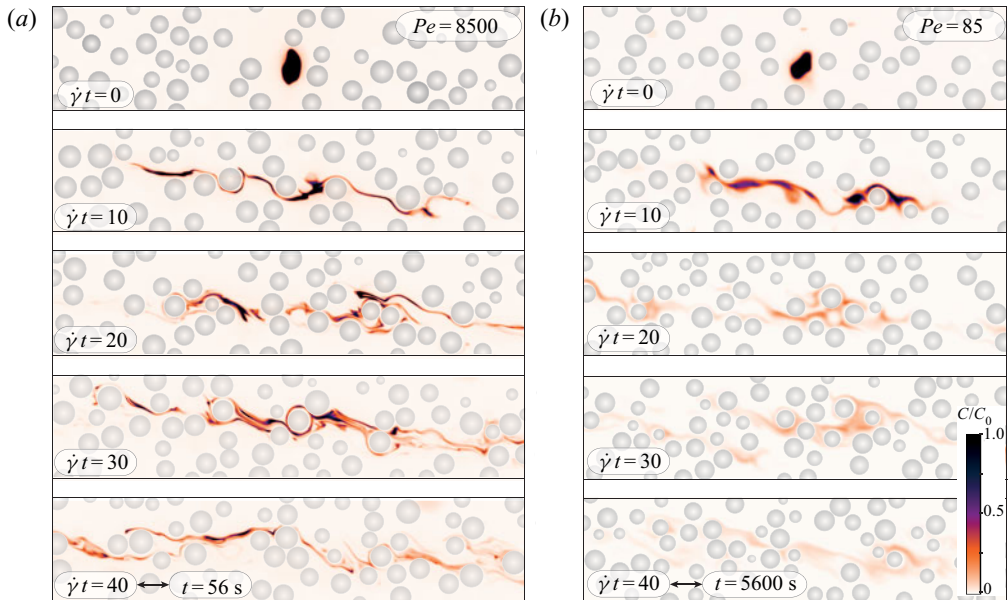 (a)
Pe = 8500
γ̇ t = 0
γ̇ t = 10
γ̇ t = 20
γ̇ t = 30
γ̇ t = 40
t = 56 s
(b)
Pe = 85
γ̇ t = 0
γ̇ t = 10
γ̇ t = 20
γ̇ t = 30
γ̇ t = 40
t = 5600 s
C/C₀
1.0
0.5
0